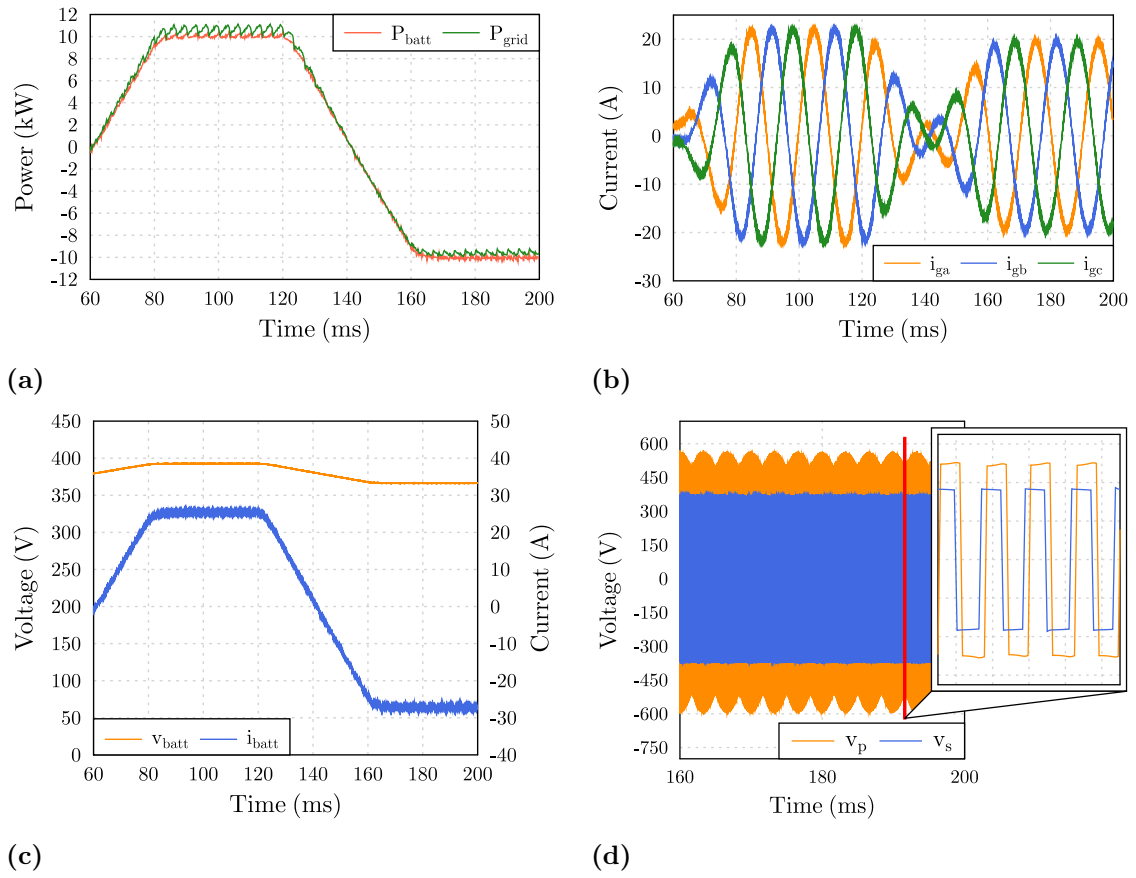 12
10
8
6
4
2
0
-2
-4
-6
-8
-10
-12
Power (kW)
P_batt P_grid
60 80 100 120 140 160 180 200
Time (ms)
(a)
20
10
0
-10
-20
-30
Current (A)
i_ga i_gb i_gc
60 80 100 120 140 160 180 200
Time (ms)
(b)
450
400
350
300
250
200
150
100
50
0
Voltage (V)
50
40
30
20
10
0
-10
-20
-30
-40
Current (A)
v_batt i_batt
60 80 100 120 140 160 180 200
Time (ms)
(c)
600
450
300
150
0
-150
-300
-450
-600
-750
Voltage (V)
v_p v_s
160 180 200
Time (ms)
(d)